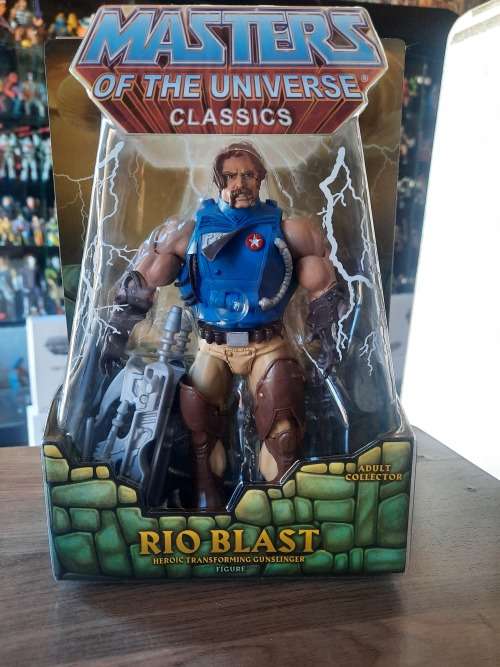 MASTERS
OF THE UNIVERSE®
CLASSICS
ADULT
COLLECTOR
RIO BLAST
HEROIC TRANSFORMING GUNSLINGER
FIGURE